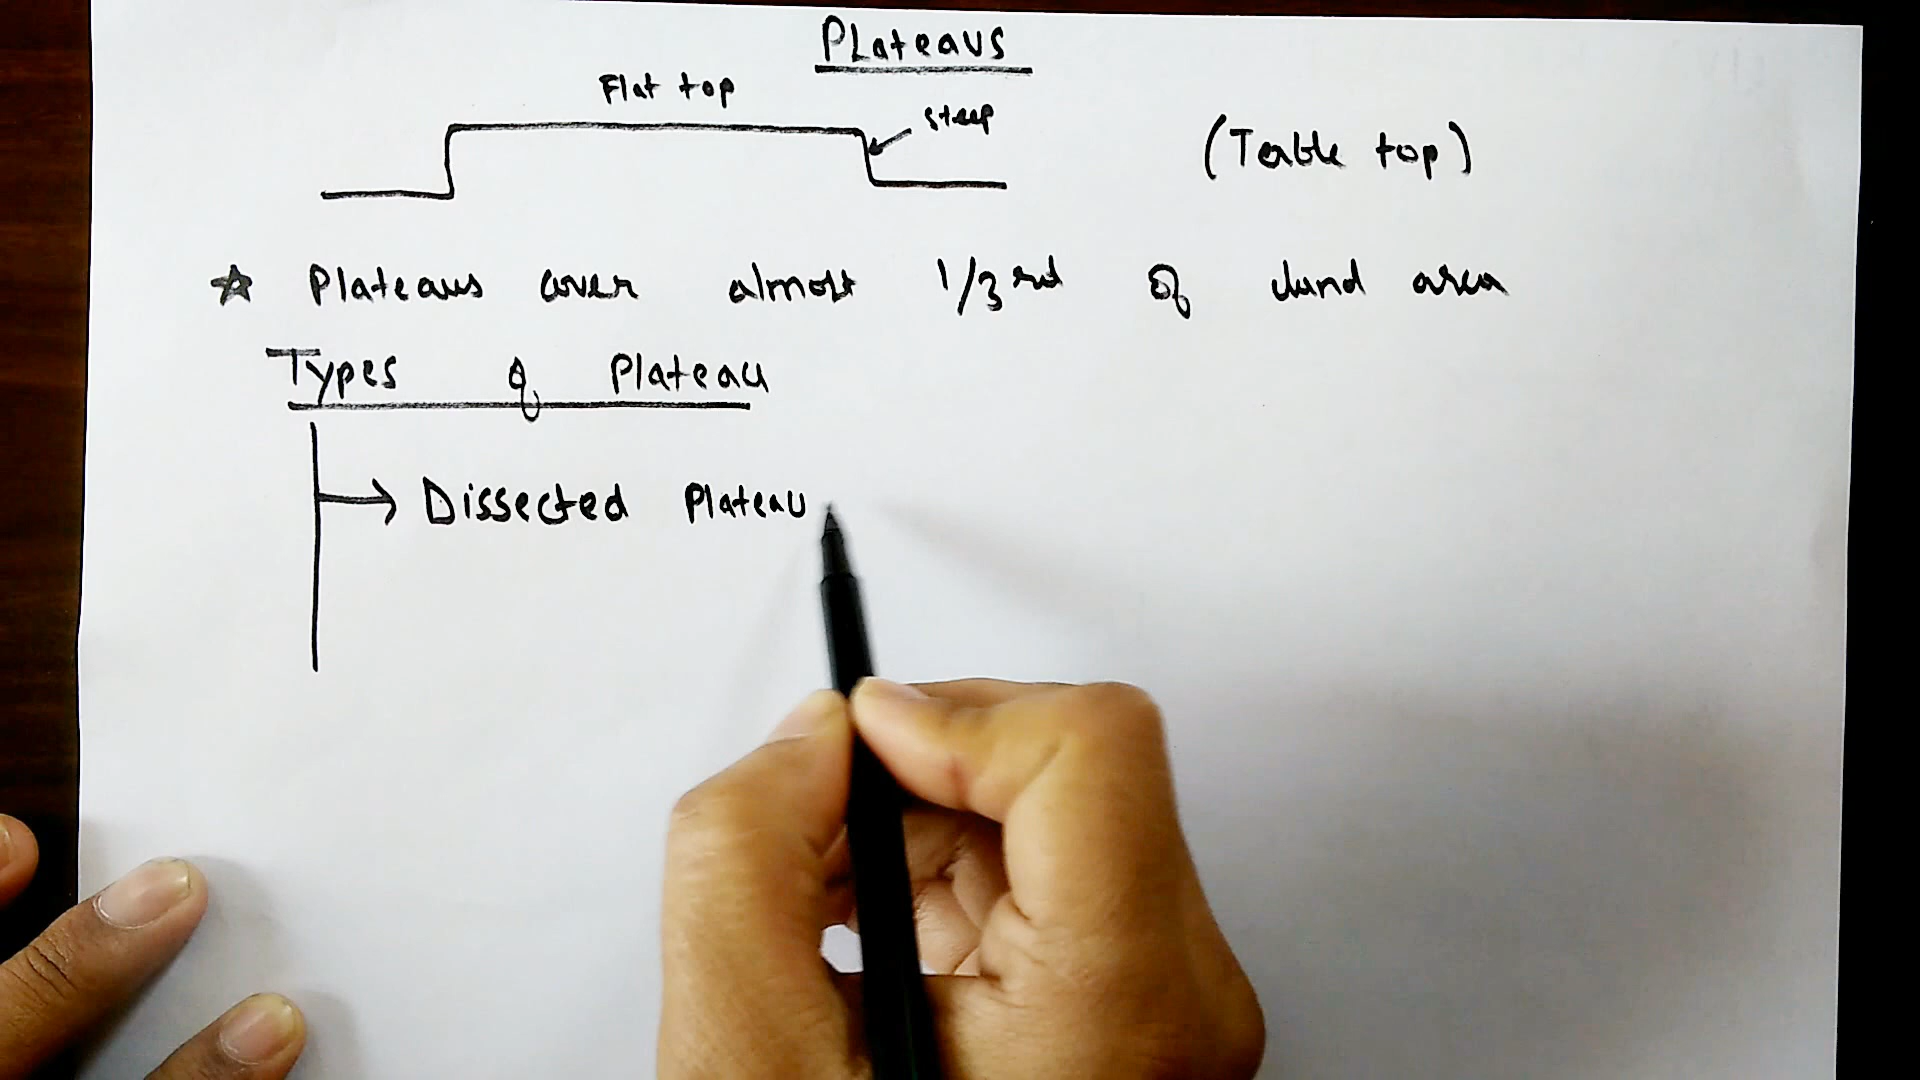 PLateaus
Flat top
steep
(Table top)
☆ Plateaus cover almost 1/3rd of land area
Types of Plateau
→ Dissected Plateau